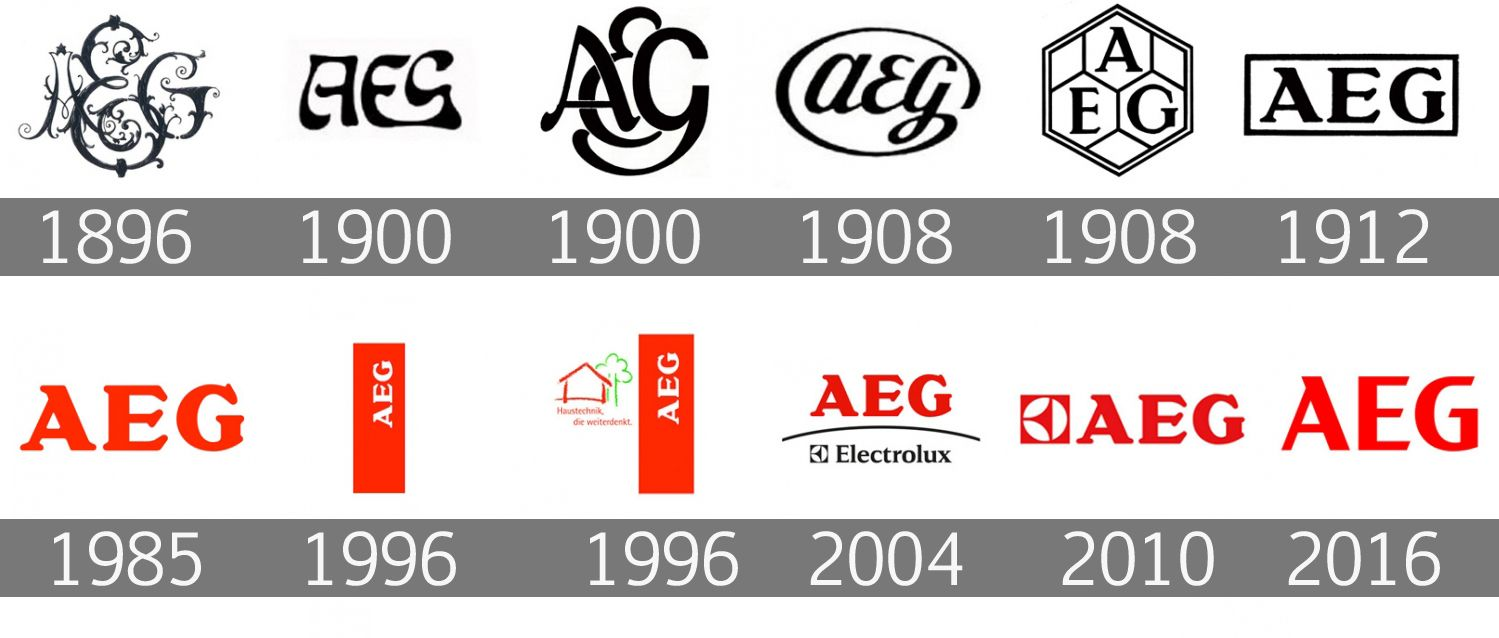 AEG
AEG
AEG
aEG
A
E G
AEG
1896 1900 1900 1908 1908 1912
AEG
AEG
Haustechnik,
die weiterdenkt.
AEG
AEG
Electrolux
AEG
AEG
1985 1996 1996 2004 2010 2016